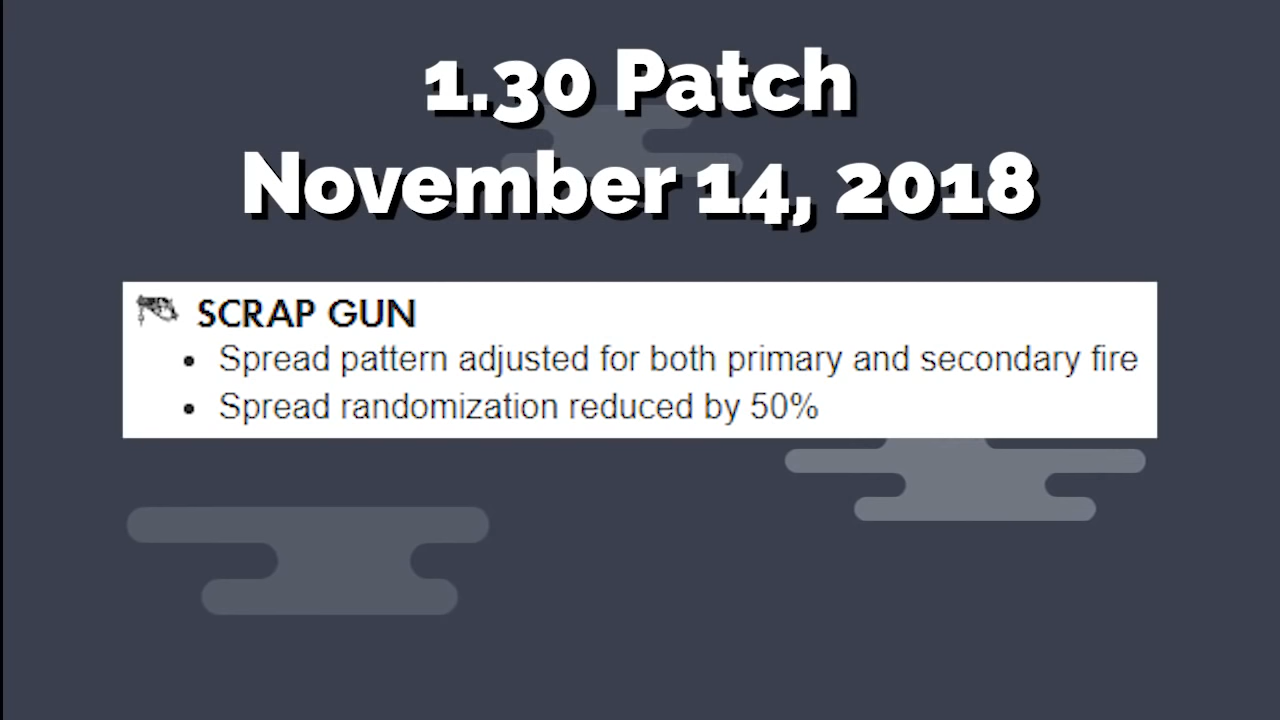 1.30 Patch
November 14, 2018
SCRAP GUN
• Spread pattern adjusted for both primary and secondary fire
• Spread randomization reduced by 50%